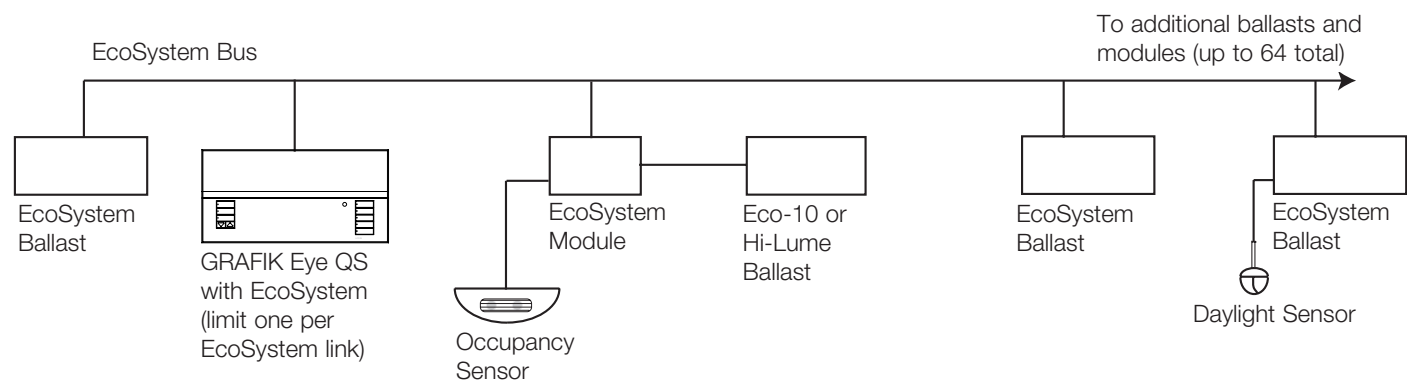 EcoSystem Bus
To additional ballasts and
modules (up to 64 total)
EcoSystem
Ballast
GRAFIK Eye QS
with EcoSystem
(limit one per
EcoSystem link)
EcoSystem
Module
Eco-10 or
Hi-Lume
Ballast
Occupancy
Sensor
EcoSystem
Ballast
EcoSystem
Ballast
Daylight Sensor